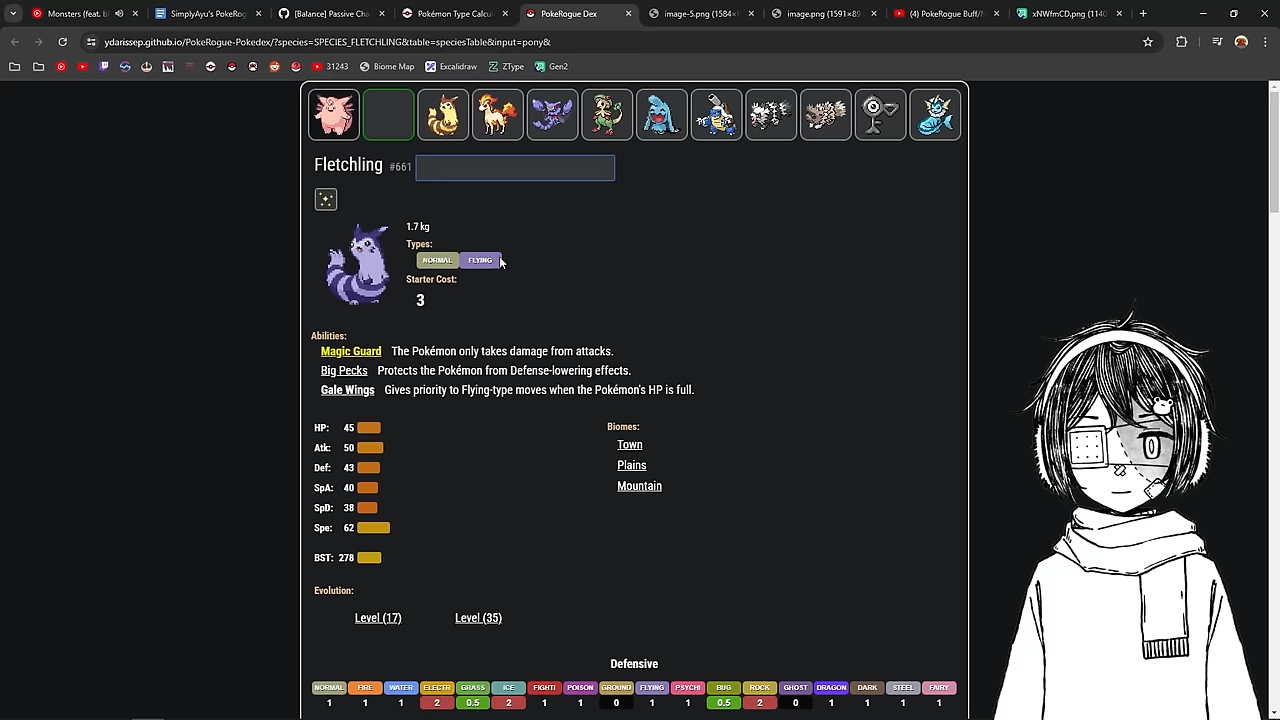 Monsters (feat. bl
SimplyAyu's PokeRog
[Balance] Passive Cha
Pokémon Type Calcu
PokeRogue Dex
image-5.png (1584×
image.png (1591×8
(4) PokeRogue Buff/N
xNWfmCD.png (1140
ydarissep.github.io/PokeRogue-Pokedex/?species=SPECIES_FLETCHLING&table=speciesTable&input=pony&
31243
Biome Map
Excalidraw
ZType
Gen2
Fletchling #661
1.7 kg
Types:
NORMAL FLYING
Starter Cost:
3
Abilities:
Magic Guard The Pokémon only takes damage from attacks.
Big Pecks Protects the Pokémon from Defense-lowering effects.
Gale Wings Gives priority to Flying-type moves when the Pokémon's HP is full.
HP: 45
Atk: 50
Def: 43
SpA: 40
SpD: 38
Spe: 62
BST: 278
Biomes:
Town
Plains
Mountain
Evolution:
Level (17) Level (35)
Defensive
NORMAL FIRE WATER ELECTR GRASS ICE FIGHTI POISON GROUND FLYING PSYCHI BUG ROCK GHOST DRAGON DARK STEEL FAIRY
1 1 1 2 0.5 2 1 1 0 1 1 0.5 2 0 1 1 1 1